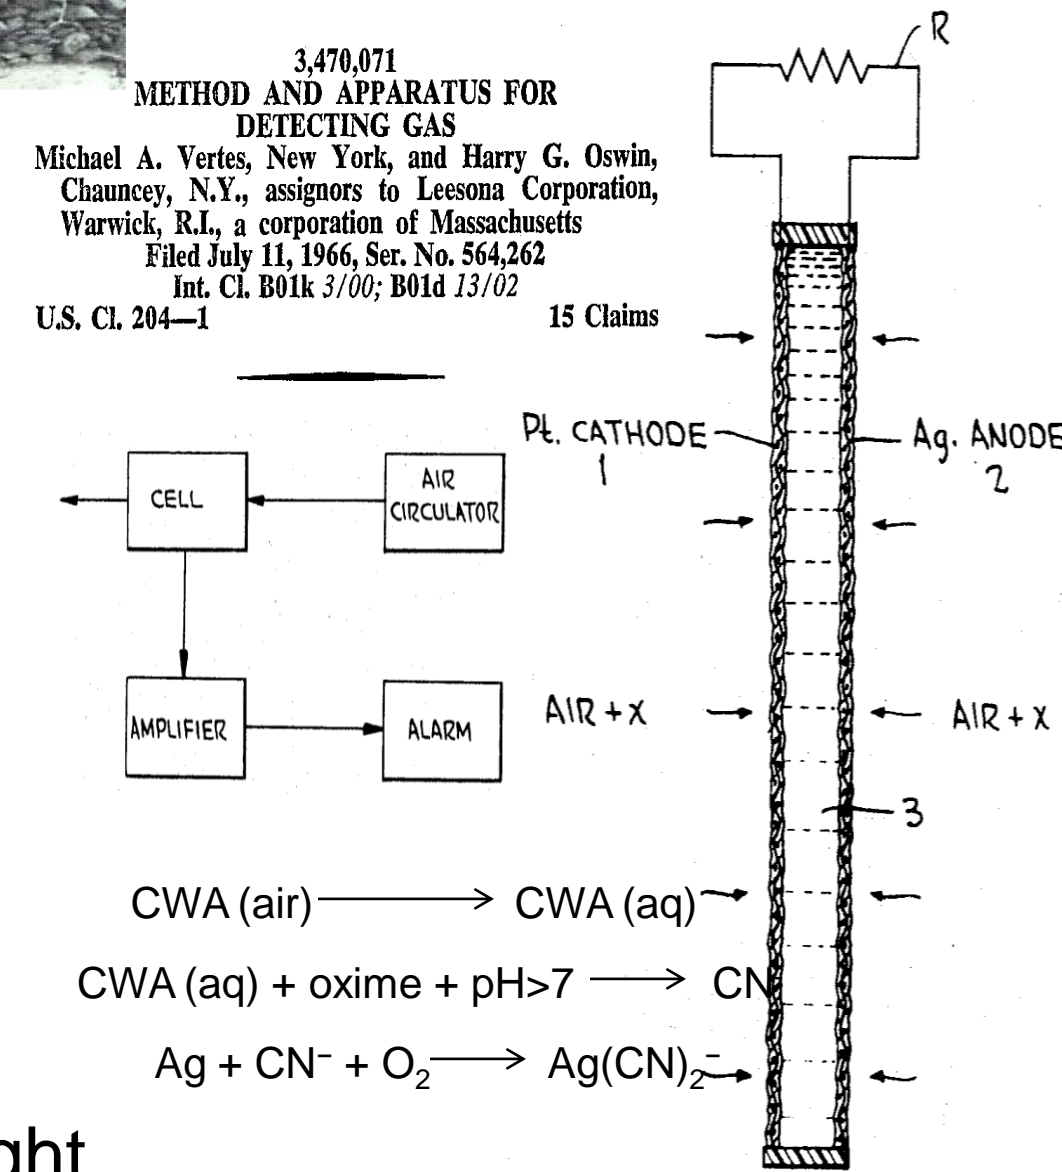 3,470,071
METHOD AND APPARATUS FOR
DETECTING GAS
Michael A. Vertes, New York, and Harry G. Oswin,
Chauncey, N.Y., assignors to Leesona Corporation,
Warwick, R.I., a corporation of Massachusetts
Filed July 11, 1966, Ser. No. 564,262
Int. Cl. B01k 3/00; B01d 13/02
U.S. Cl. 204—1 15 Claims
R
Pt. CATHODE
1
Ag. ANODE
2
CELL
AIR
CIRCULATOR
AMPLIFIER
ALARM
AIR + X
AIR + X
3
CWA (air) → CWA (aq)
CWA (aq) + oxime + pH>7 → CN
Ag + CN⁻ + O₂ → Ag(CN)₂⁻